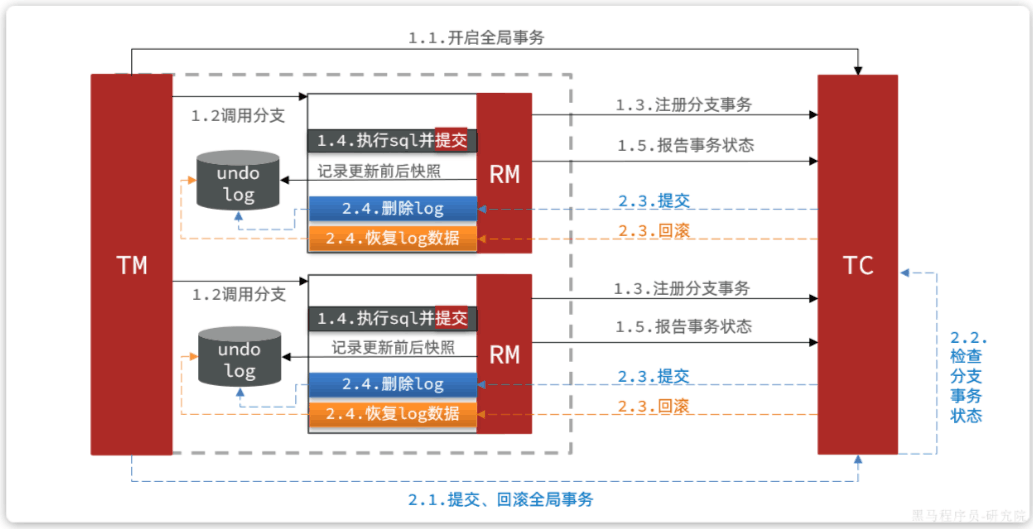 1.1.开启全局事务
TM
1.2调用分支
undo
log
1.4.执行sql并提交
记录更新前后快照
2.4.删除log
2.4.恢复log数据
RM
1.3.注册分支事务
1.5.报告事务状态
2.3.提交
2.3.回滚
1.2调用分支
undo
log
1.4.执行sql并提交
记录更新前后快照
2.4.删除log
2.4.恢复log数据
RM
1.3.注册分支事务
1.5.报告事务状态
2.3.提交
2.3.回滚
TC
2.2.
检查
分支
事务
状态
2.1.提交、回滚全局事务
黑马程序员-研究院